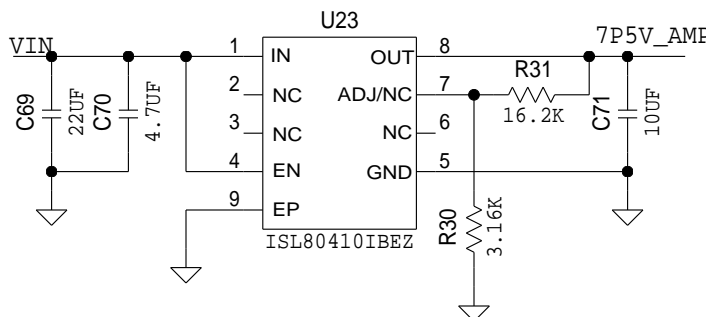 U23
VIN
7P5V_AMP
1 IN OUT 8
2 NC ADJ/NC 7
3 NC NC 6
4 EN GND 5
9 EP
ISL80410IBEZ
C69
22UF
C70
4.7UF
R31
16.2K
C71
10UF
R30
3.16K